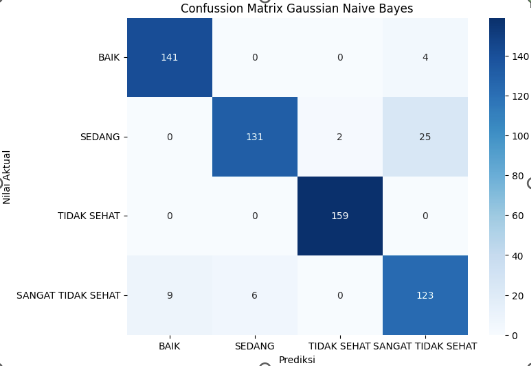 Confussion Matrix Gaussian Naive Bayes
BAIK 141 0 0 4
SEDANG 0 131 2 25
TIDAK SEHAT 0 0 159 0
SANGAT TIDAK SEHAT 9 6 0 123
BAIK SEDANG TIDAK SEHAT SANGAT TIDAK SEHAT
Prediksi
Nilai Aktual
140
120
100
80
60
40
20
0